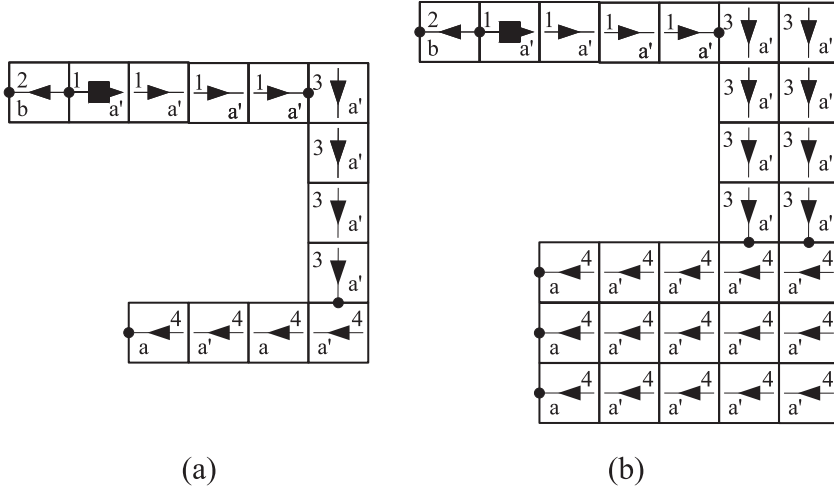 2 1 1 1 1 3
b a' a' a' a' a'
3 a'
3 a'
3 a'
4 4 4 4
a a' a a'
(a)
2 1 1 1 1 3 3
b a' a' a' a' a' a'
3 a' 3 a'
3 a' 3 a'
3 a' 3 a'
4 4 4 4 4
a a' a' a' a'
4 4 4 4 4
a a' a' a' a'
4 4 4 4 4
a a' a' a' a'
(b)